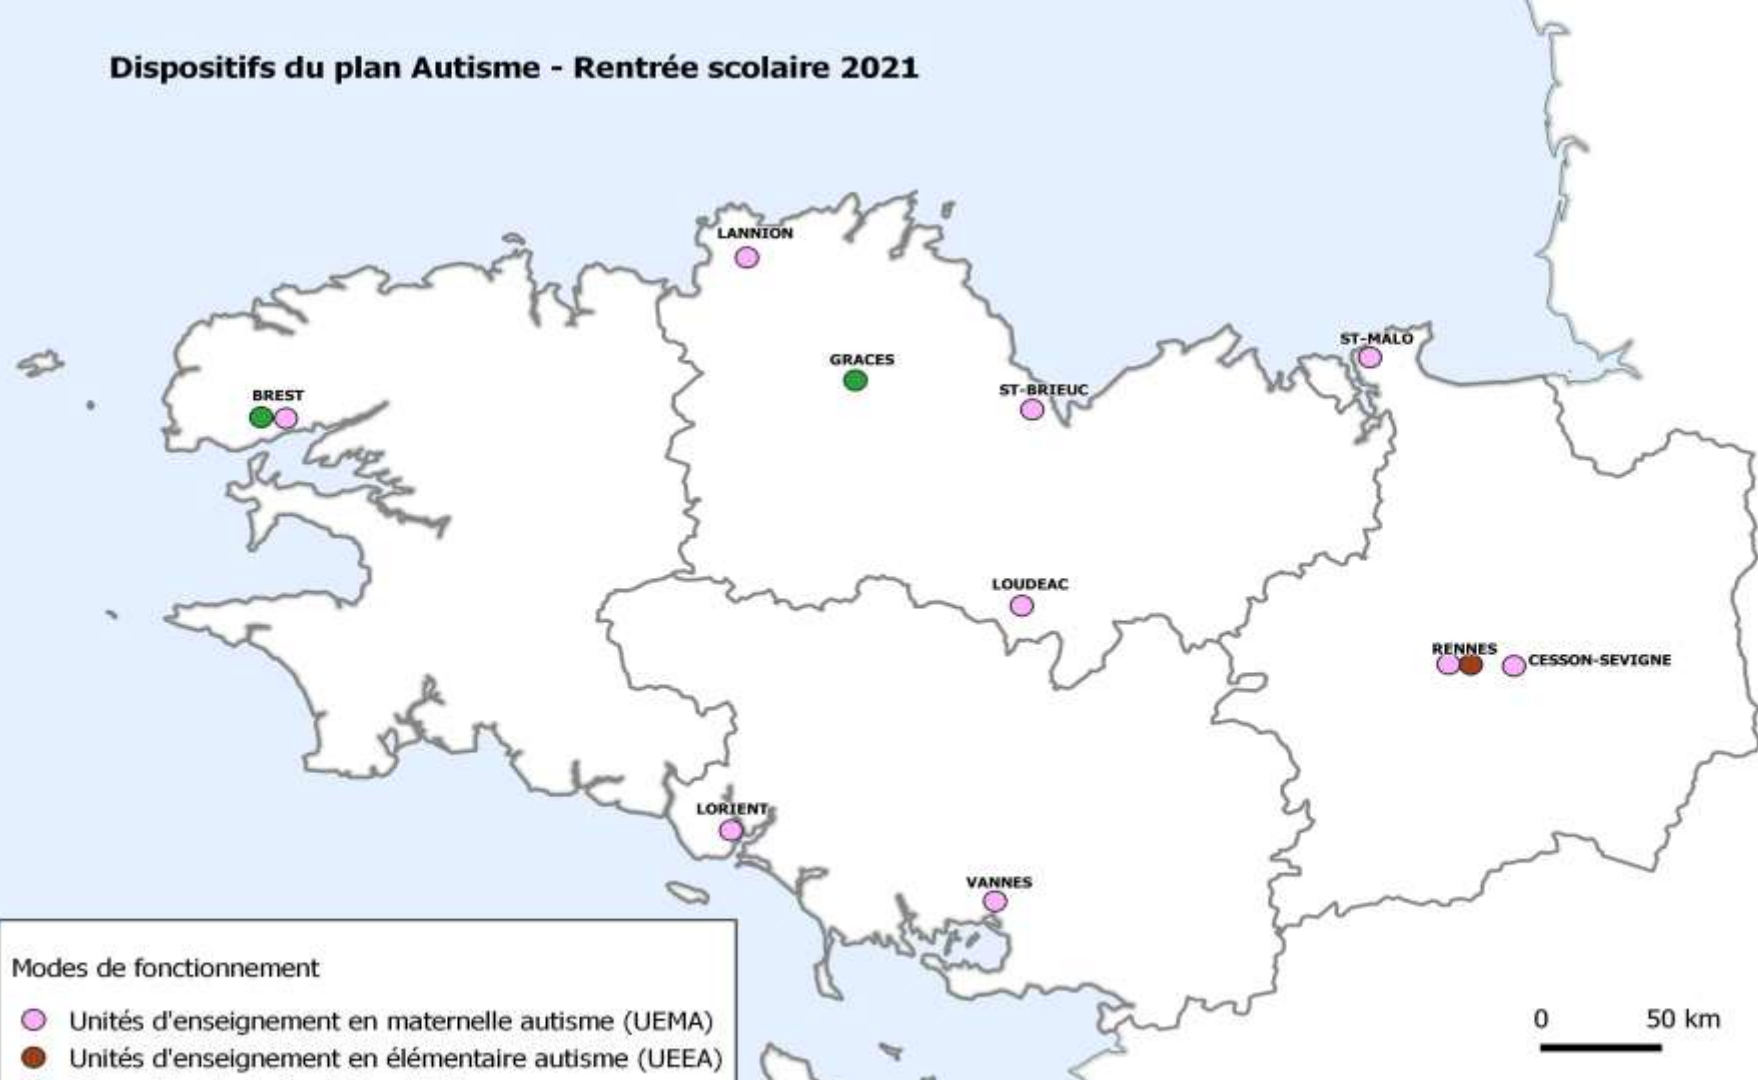 Dispositifs du plan Autisme - Rentrée scolaire 2021
LANNION
ST-MALO
GRACES
ST-BRIEUC
BREST
LOUDEAC
RENNES
CESSON-SEVIGNE
LORIENT
VANNES
Modes de fonctionnement
Unités d'enseignement en maternelle autisme (UEMA)
Unités d'enseignement en élémentaire autisme (UEEA)
0 50 km